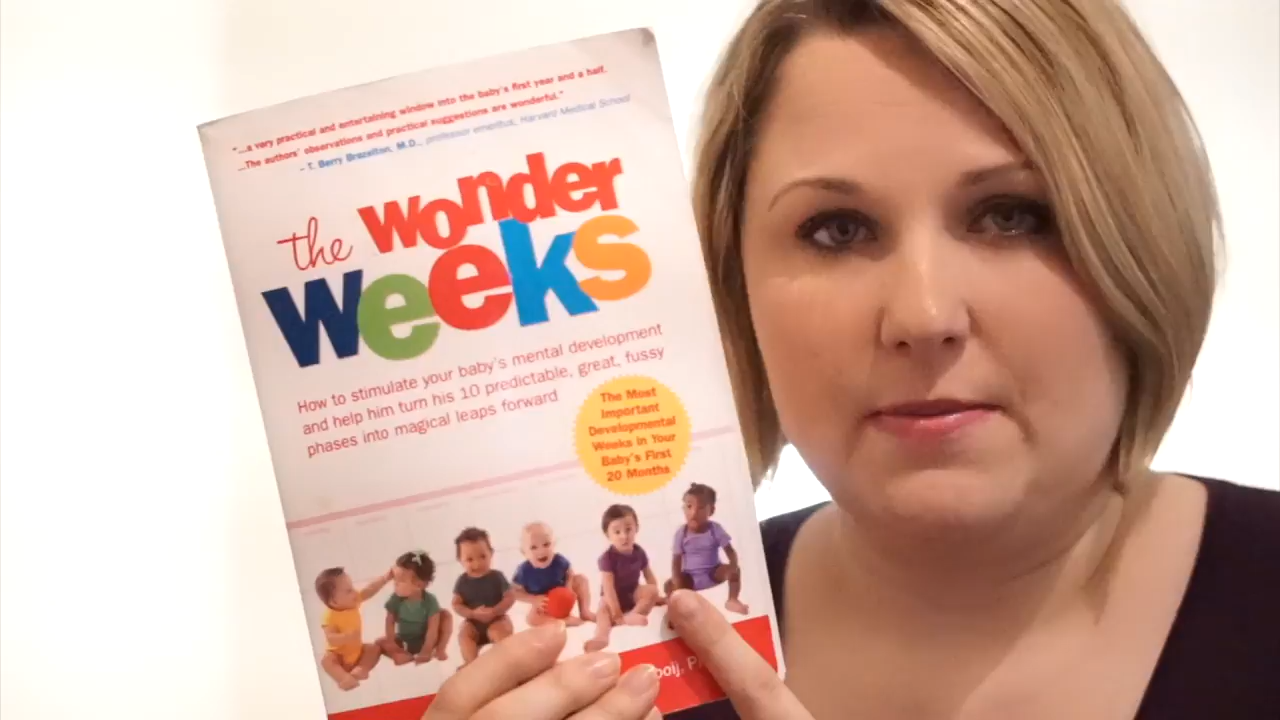 "...a very practical and entertaining window into the baby's first year and a half.
...The authors' observations and practical suggestions are wonderful."
- T. Berry Brazelton, M.D., professor emeritus, Harvard Medical School
the wonder
weeks
How to stimulate your baby's mental development
and help him turn his 10 predictable, great, fussy
phases into magical leaps forward
The Most
Important
Developmental
Weeks in Your
Baby's First
20 Months